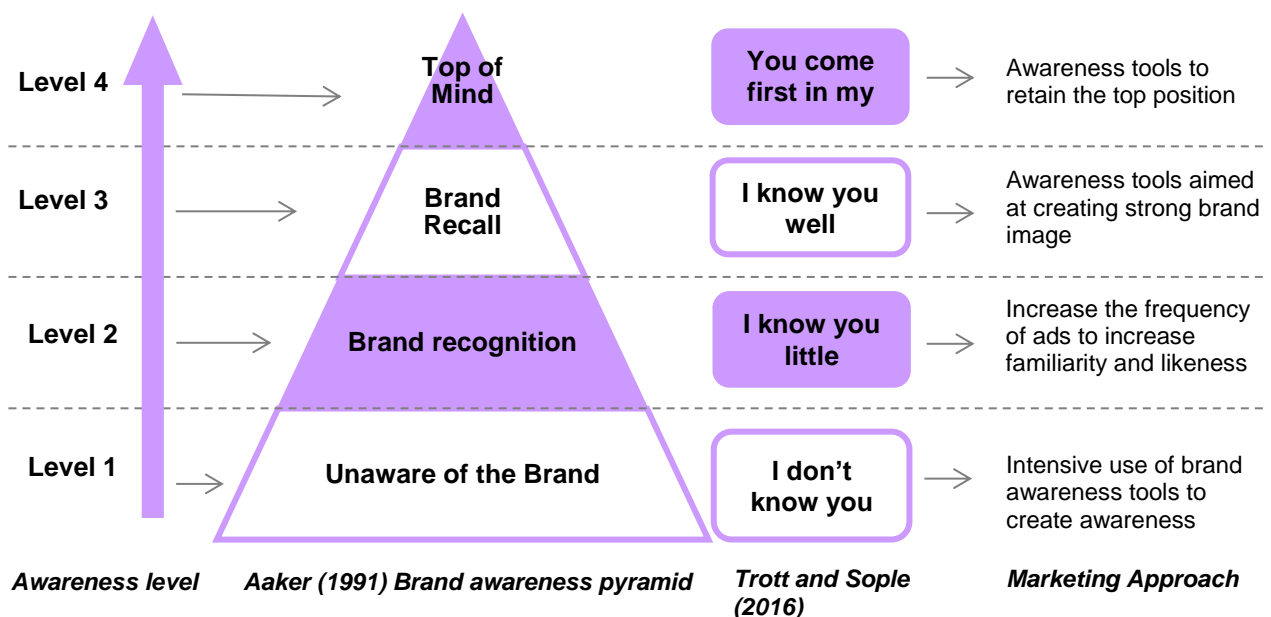 Level 4
Top of
Mind
You come
first in my
Awareness tools to
retain the top position
Level 3
Brand
Recall
I know you
well
Awareness tools aimed
at creating strong brand
image
Level 2
Brand recognition
I know you
little
Increase the frequency
of ads to increase
familiarity and likeness
Level 1
Unaware of the Brand
I don't
know you
Intensive use of brand
awareness tools to
create awareness
Awareness level
Aaker (1991) Brand awareness pyramid
Trott and Sople
(2016)
Marketing Approach